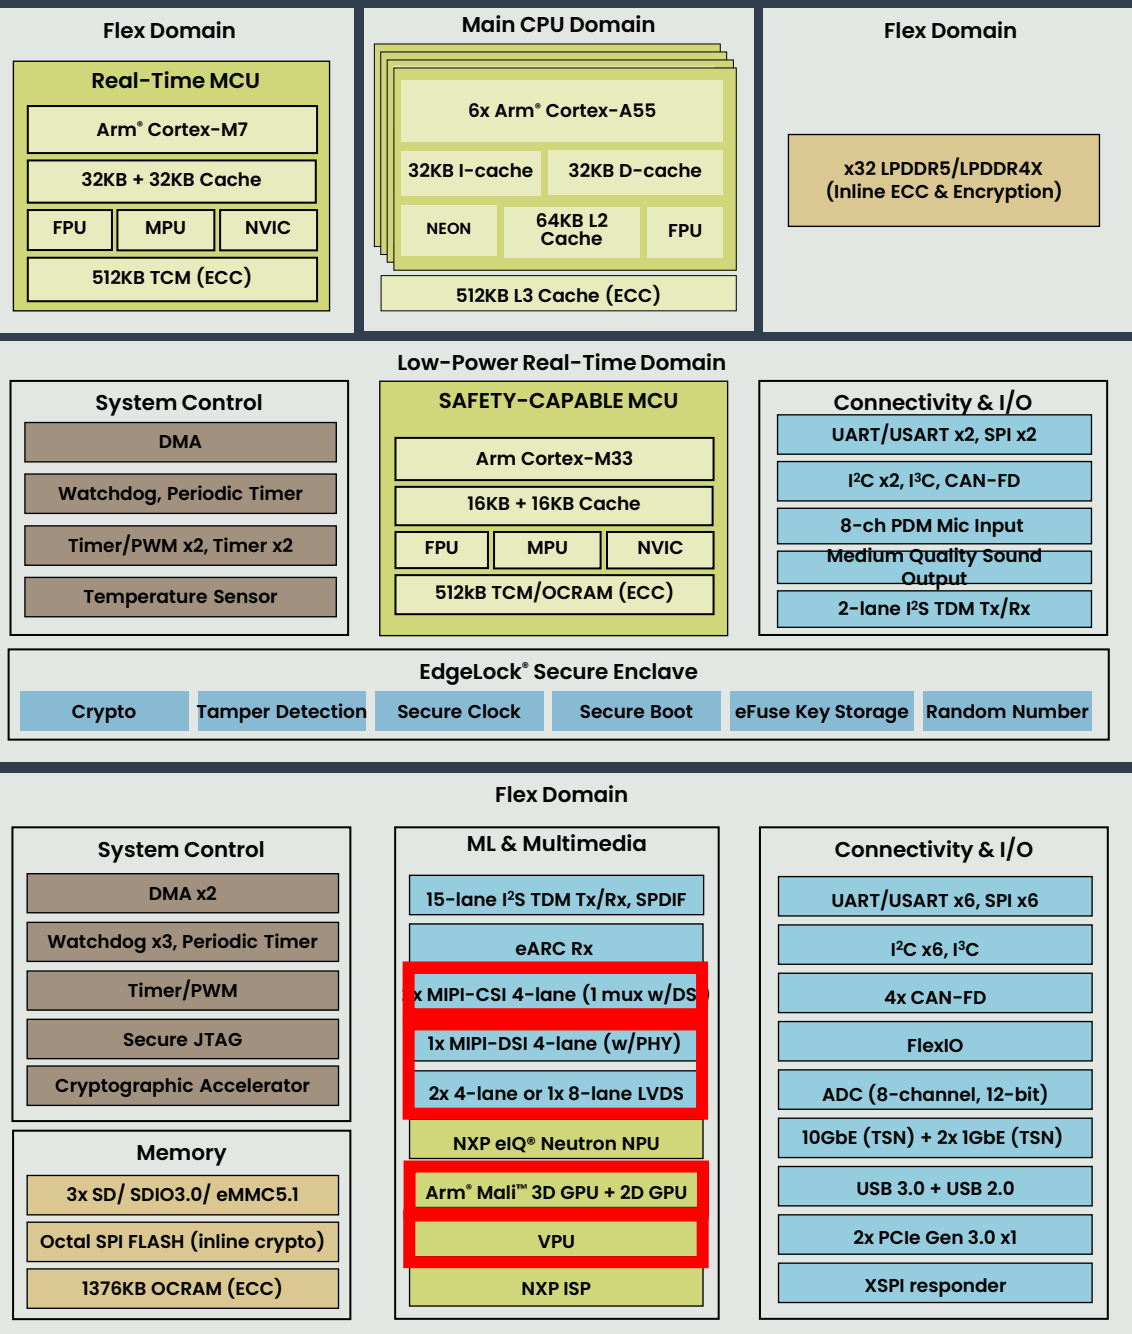 Flex Domain
Real-Time MCU
Arm® Cortex-M7
32KB + 32KB Cache
FPU
MPU
NVIC
512KB TCM (ECC)
Main CPU Domain
6x Arm® Cortex-A55
32KB I-cache
32KB D-cache
NEON
64KB L2
Cache
FPU
512KB L3 Cache (ECC)
Flex Domain
x32 LPDDR5/LPDDR4X
(Inline ECC & Encryption)
Low-Power Real-Time Domain
System Control
DMA
Watchdog, Periodic Timer
Timer/PWM x2, Timer x2
Temperature Sensor
SAFETY-CAPABLE MCU
Arm Cortex-M33
16KB + 16KB Cache
FPU
MPU
NVIC
512kB TCM/OCRAM (ECC)
Connectivity & I/O
UART/USART x2, SPI x2
I²C x2, I³C, CAN-FD
8-ch PDM Mic Input
Medium Quality Sound
Output
2-lane I²S TDM Tx/Rx
EdgeLock® Secure Enclave
Crypto
Tamper Detection
Secure Clock
Secure Boot
eFuse Key Storage
Random Number
Flex Domain
System Control
DMA x2
Watchdog x3, Periodic Timer
Timer/PWM
Secure JTAG
Cryptographic Accelerator
Memory
3x SD/ SDIO3.0/ eMMC5.1
Octal SPI FLASH (inline crypto)
1376KB OCRAM (ECC)
ML & Multimedia
15-lane I²S TDM Tx/Rx, SPDIF
eARC Rx
MIPI-CSI 4-lane (1 mux
1x MIPI-DSI 4-lane (w/PHY)
2x 4-lane or 1x 8-lane LVDS
NXP eIQ® Neutron NPU
Arm® Mali™ 3D GPU + 2D GPU
VPU
NXP ISP
Connectivity & I/O
UART/USART x6, SPI x6
I²C x6, I³C
4x CAN-FD
FlexIO
ADC (8-channel, 12-bit)
10GbE (TSN) + 2x 1GbE (TSN)
USB 3.0 + USB 2.0
2x PCIe Gen 3.0 x1
XSPI responder